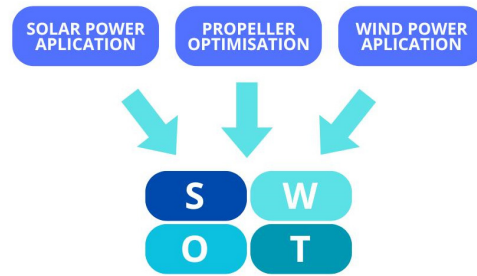 SOLAR POWER
APLICATION
PROPELLER
OPTIMISATION
WIND POWER
APLICATION
S W
O T